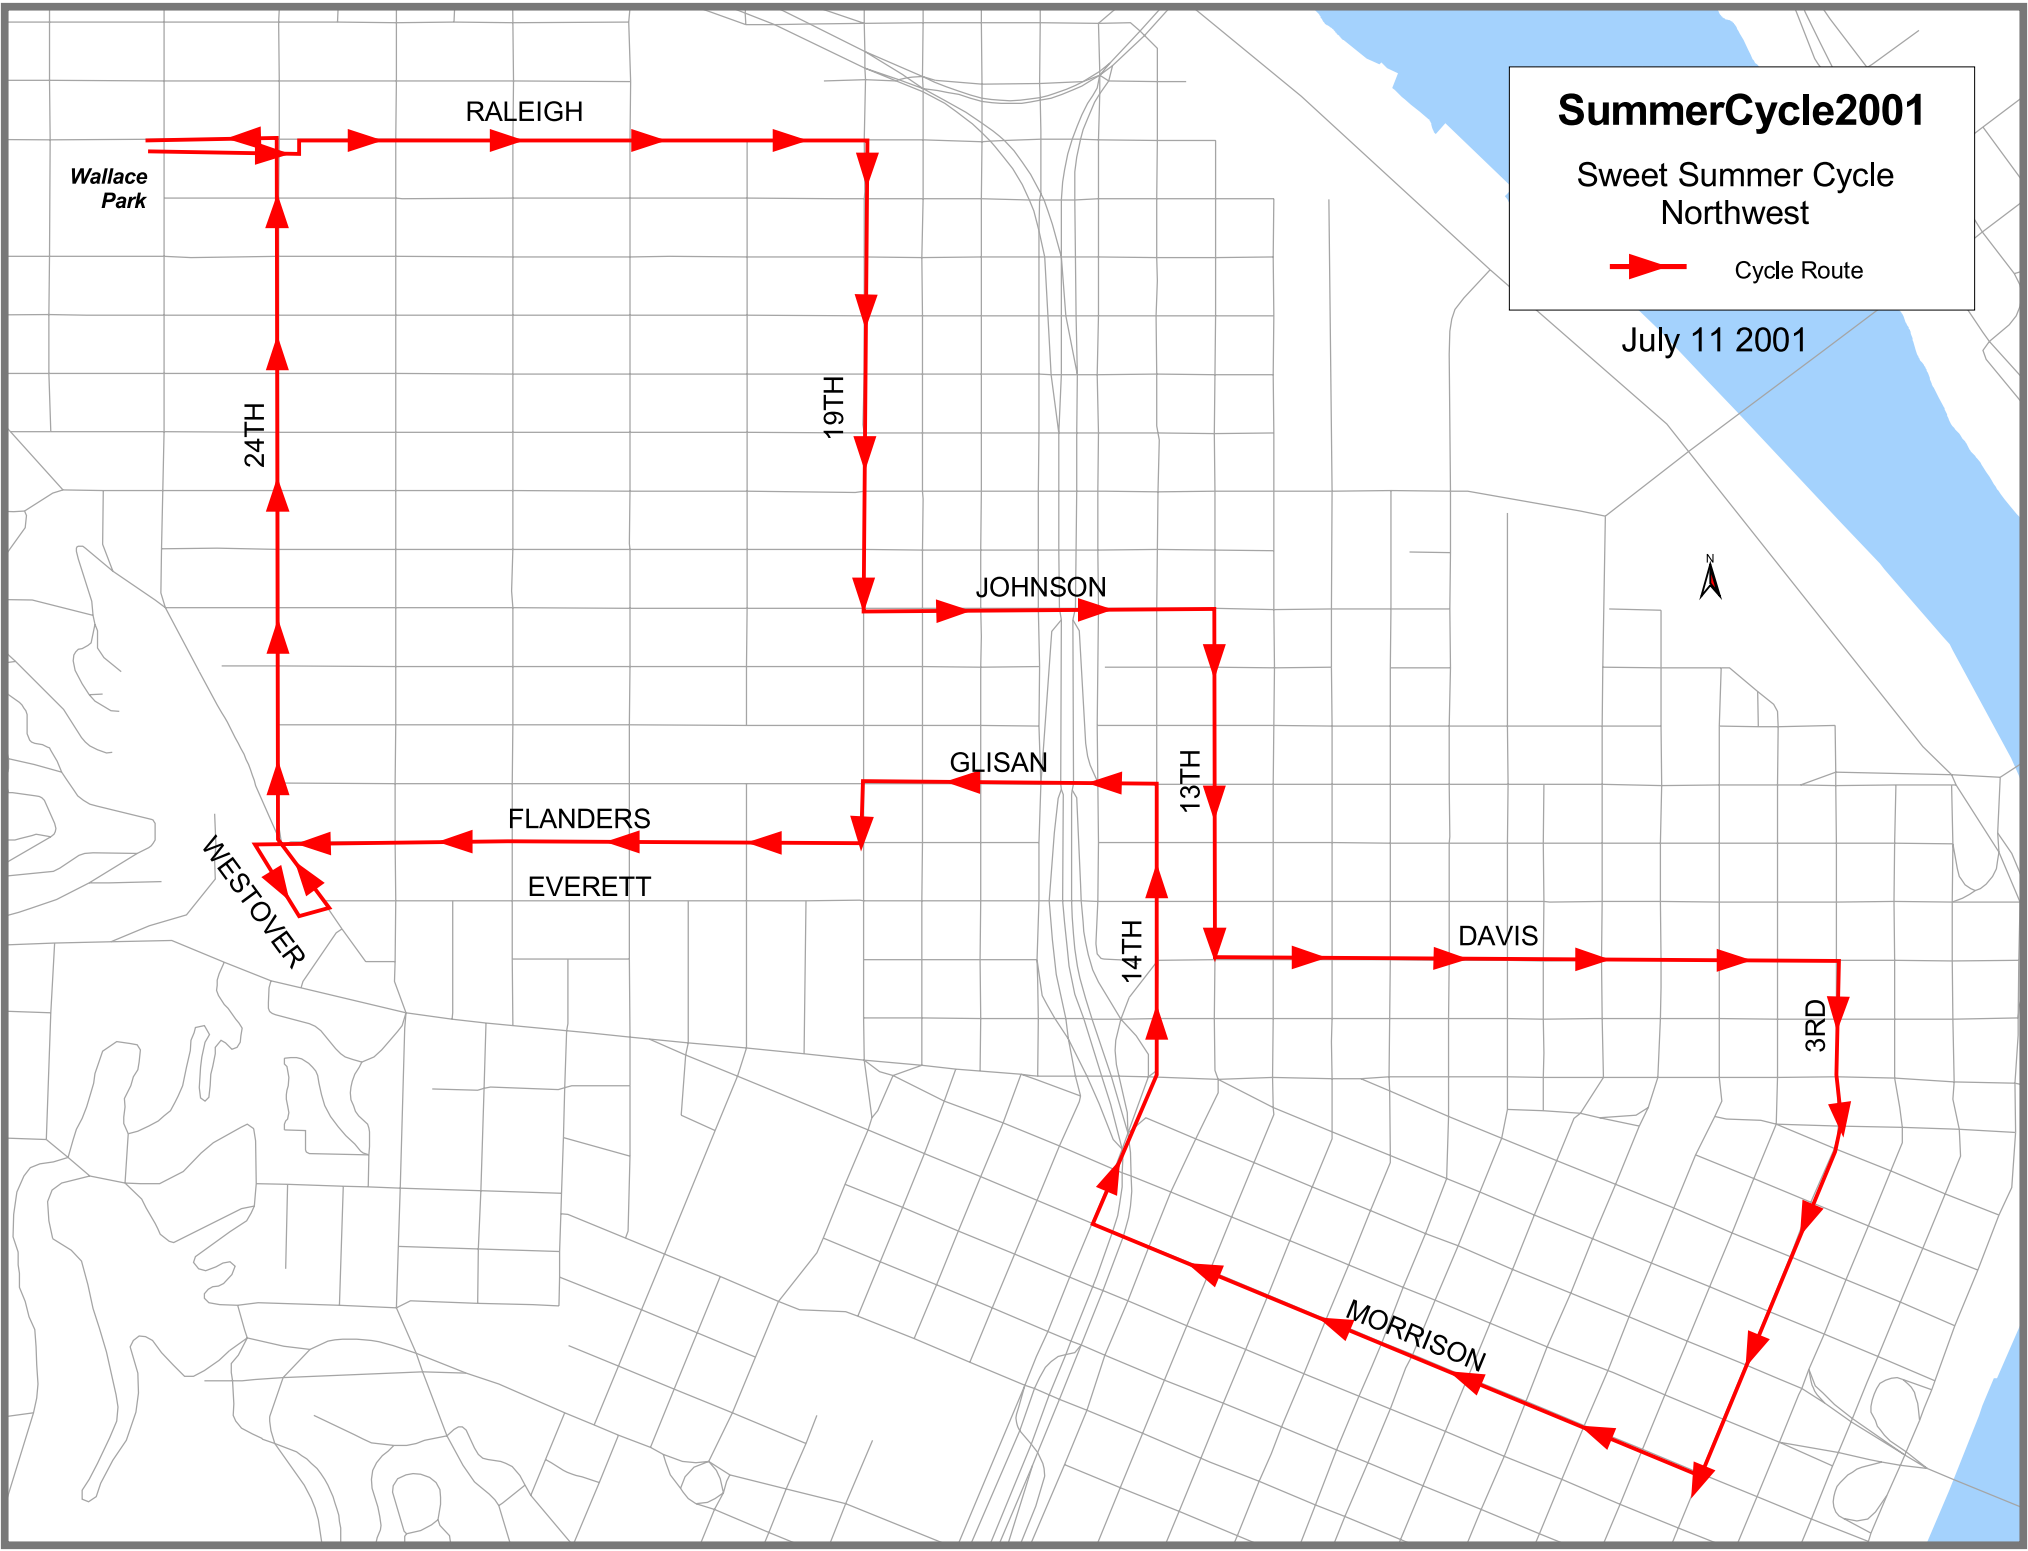 SummerCycle2001
Sweet Summer Cycle
Northwest
Cycle Route
July 11 2001
RALEIGH
Wallace
Park
24TH
19TH
N
JOHNSON
GLISAN
13TH
FLANDERS
WESTOVER
EVERETT
14TH
DAVIS
3RD
MORRISON